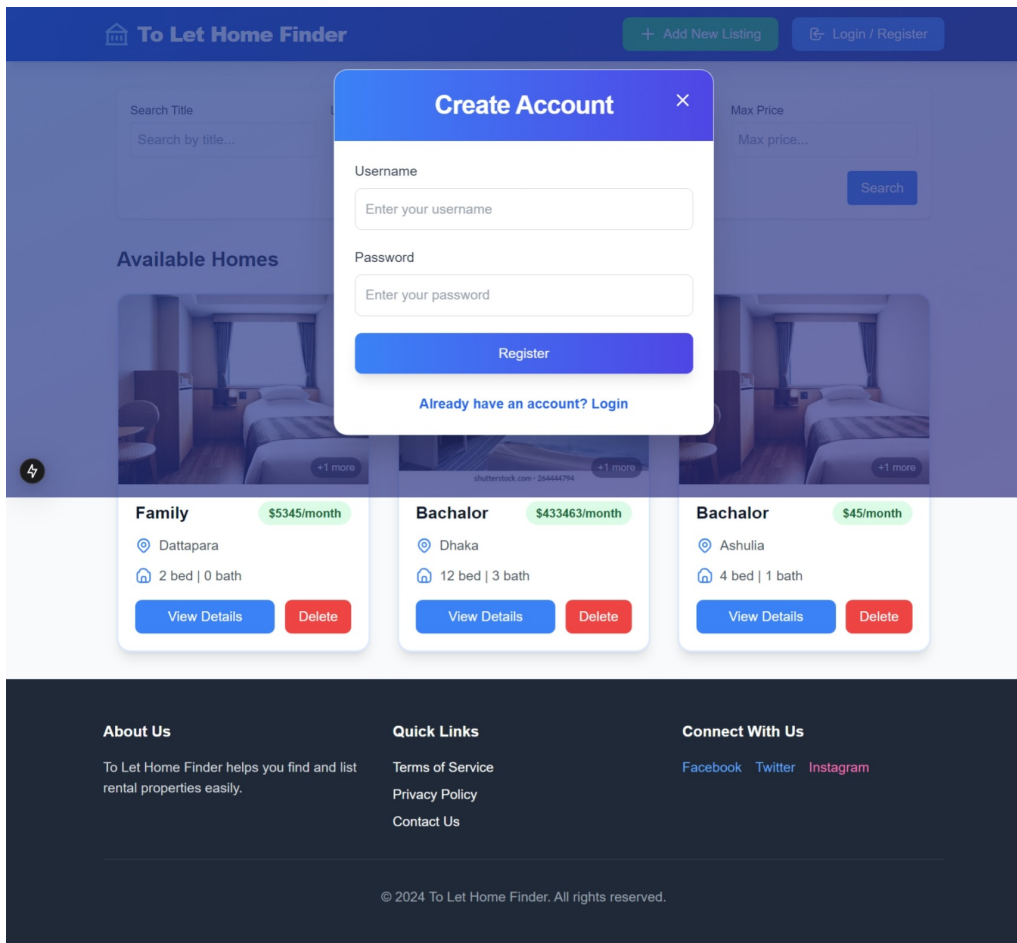 To Let Home Finder
+ Add New Listing
Login / Register
Create Account
Search Title
Max Price
Search by title...
Max price...
Username
Search
Enter your username
Available Homes
Password
Enter your password
Register
Already have an account? Login
+1 more
+1 more
+1 more
shutterstock.com · 264444794
Family
$5345/month
Dattapara
2 bed | 0 bath
View Details
Delete
Bachalor
$433463/month
Dhaka
12 bed | 3 bath
View Details
Delete
Bachalor
$45/month
Ashulia
4 bed | 1 bath
View Details
Delete
About Us
To Let Home Finder helps you find and list
rental properties easily.
Quick Links
Terms of Service
Privacy Policy
Contact Us
Connect With Us
Facebook Twitter Instagram
© 2024 To Let Home Finder. All rights reserved.